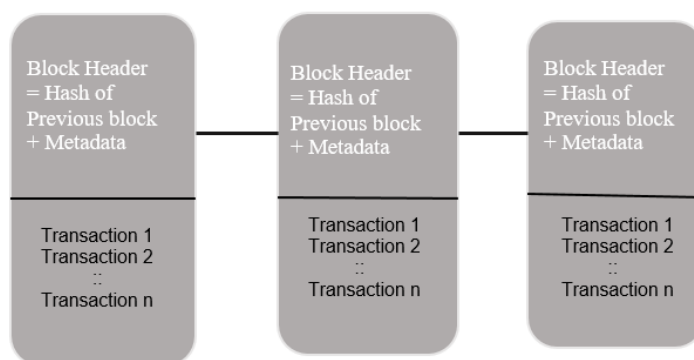 Block Header
= Hash of
Previous block
+ Metadata
Transaction 1
Transaction 2
::
Transaction n
Block Header
= Hash of
Previous block
+ Metadata
Transaction 1
Transaction 2
::
Transaction n
Block Header
= Hash of
Previous block
+ Metadata
Transaction 1
Transaction 2
::
Transaction n